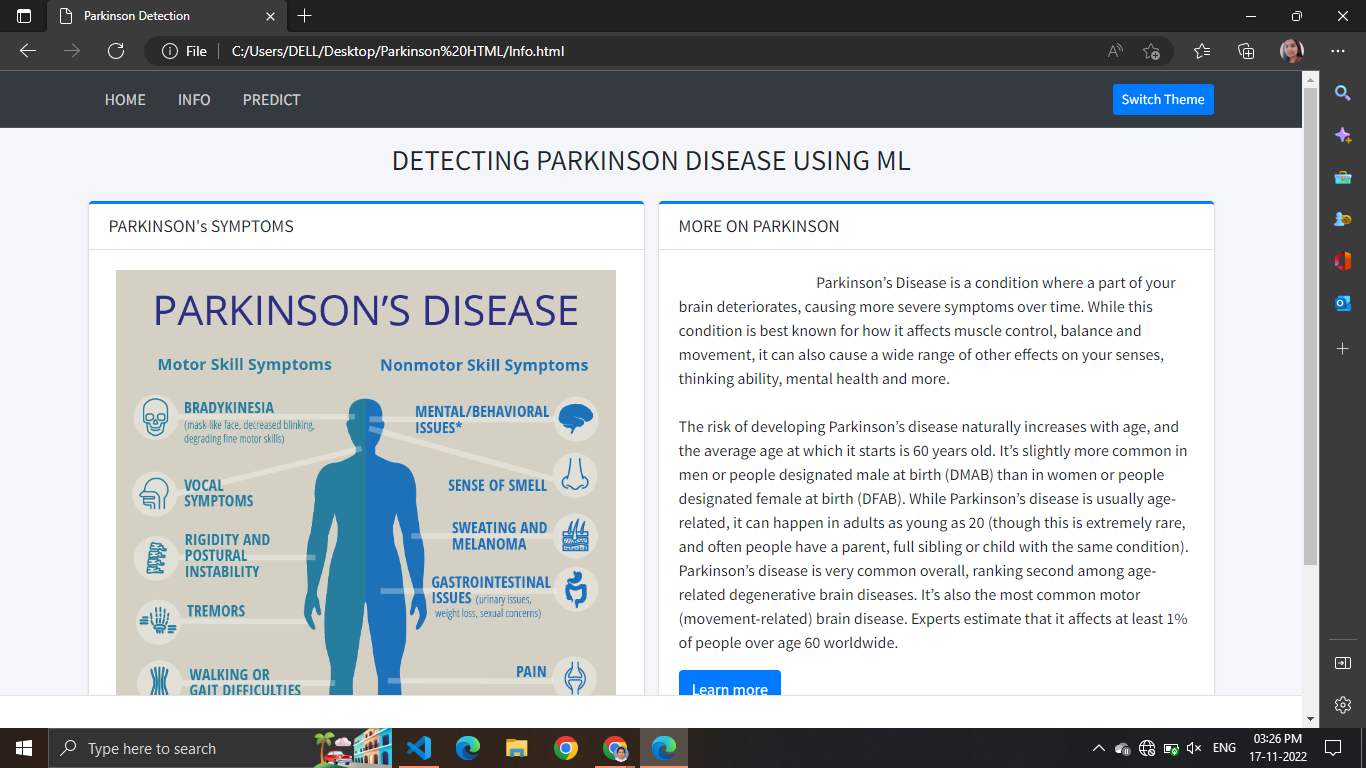 Parkinson Detection
File
C:/Users/DELL/Desktop/Parkinson%20HTML/Info.html
HOME INFO PREDICT
Switch Theme
DETECTING PARKINSON DISEASE USING ML
PARKINSON's SYMPTOMS
PARKINSON’S DISEASE
Motor Skill Symptoms
Nonmotor Skill Symptoms
BRADYKINESIA
(mask-like face, decreased blinking,
degrading fine motor skills)
VOCAL
SYMPTOMS
RIGIDITY AND
POSTURAL
INSTABILITY
TREMORS
WALKING OR
GAIT DIFFICULTIES
MENTAL/BEHAVIORAL
ISSUES*
SENSE OF SMELL
SWEATING AND
MELANOMA
GASTROINTESTINAL
ISSUES (urinary issues,
weight loss, sexual concerns)
PAIN
MORE ON PARKINSON
Parkinson’s Disease is a condition where a part of your
brain deteriorates, causing more severe symptoms over time. While this
condition is best known for how it affects muscle control, balance and
movement, it can also cause a wide range of other effects on your senses,
thinking ability, mental health and more.
The risk of developing Parkinson’s disease naturally increases with age, and
the average age at which it starts is 60 years old. It’s slightly more common in
men or people designated male at birth (DMAB) than in women or people
designated female at birth (DFAB). While Parkinson’s disease is usually age-
related, it can happen in adults as young as 20 (though this is extremely rare,
and often people have a parent, full sibling or child with the same condition).
Parkinson’s disease is very common overall, ranking second among age-
related degenerative brain diseases. It’s also the most common motor
(movement-related) brain disease. Experts estimate that it affects at least 1%
of people over age 60 worldwide.
Learn more
Type here to search
ENG
03:26 PM
17-11-2022